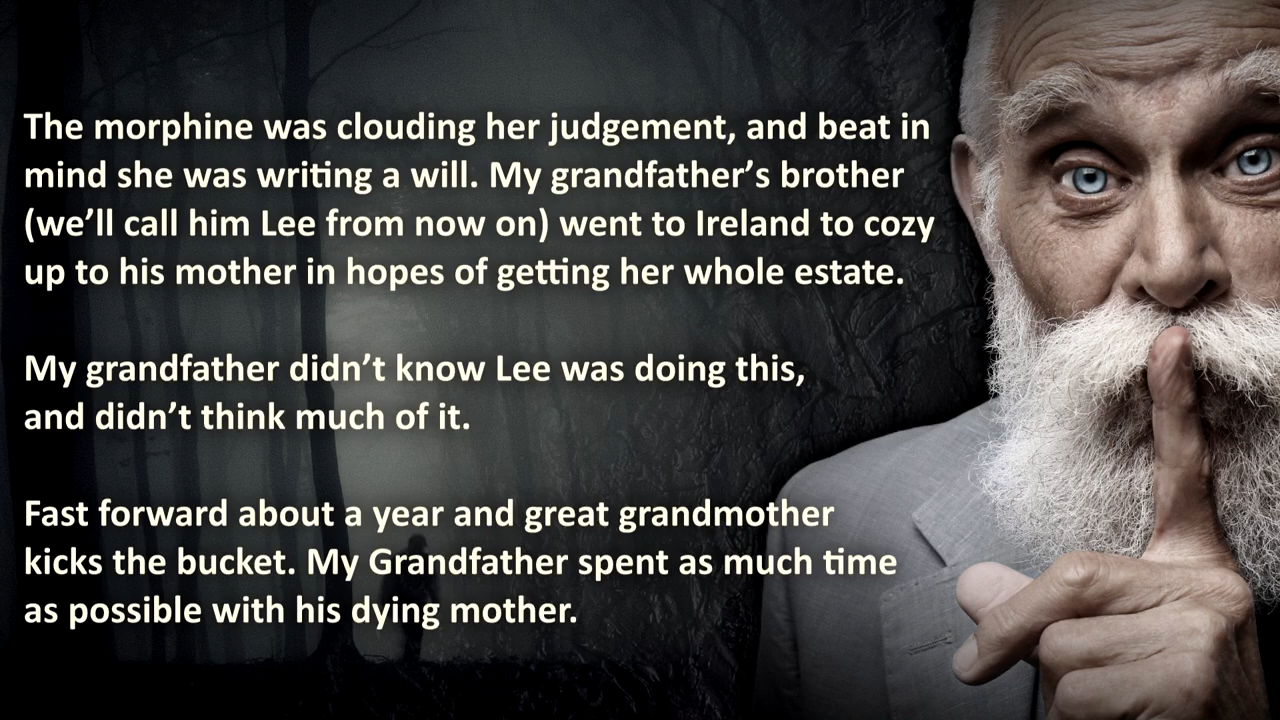 The morphine was clouding her judgement, and beat in
mind she was writing a will. My grandfather’s brother
(we’ll call him Lee from now on) went to Ireland to cozy
up to his mother in hopes of getting her whole estate.
My grandfather didn’t know Lee was doing this,
and didn’t think much of it.
Fast forward about a year and great grandmother
kicks the bucket. My Grandfather spent as much time
as possible with his dying mother.